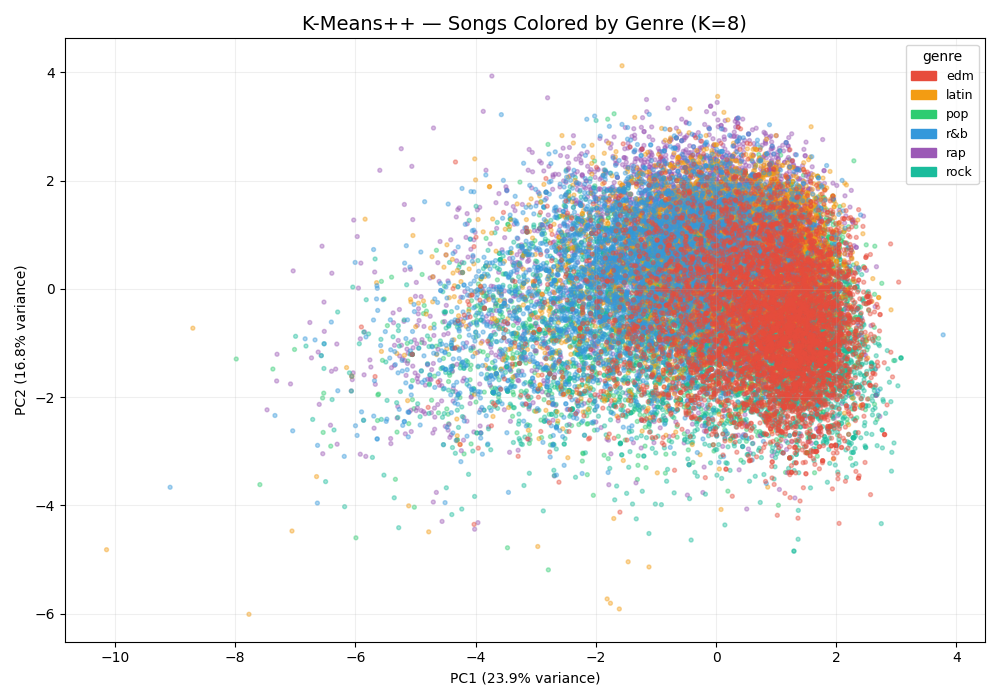 K-Means++ — Songs Colored by Genre (K=8)
PC2 (16.8% variance)
4
2
0
−2
−4
−6
genre
edm
latin
pop
r&b
rap
rock
−10
−8
−6
−4
−2
0
2
4
PC1 (23.9% variance)